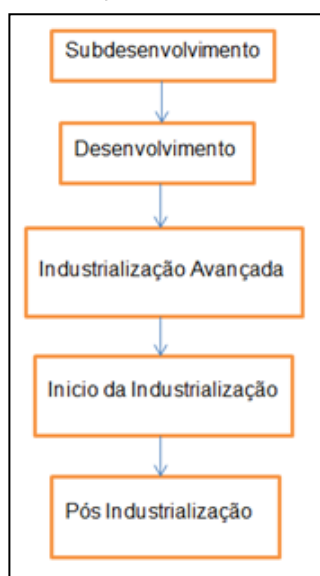 Subdesenvolvimento
Desenvolvimento
Industrialização Avançada
Inicio da Industrialização
Pós Industrialização